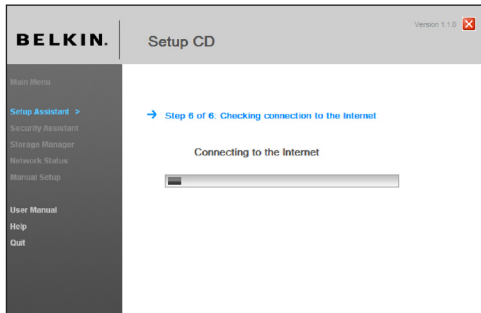 Version 1.1.0
BELKIN.
Setup CD
Main Menu
Setup Assistant >
Security Assistant
Storage Manager
Network Status
Manual Setup
User Manual
Help
Quit
Step 6 of 6: Checking connection to the Internet
Connecting to the Internet